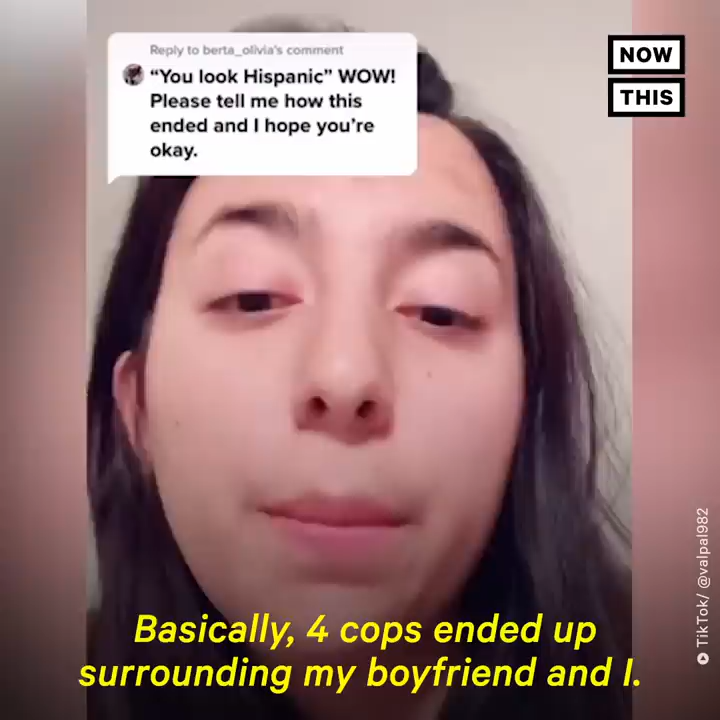 Reply to berta_olivia's comment
“You look Hispanic” WOW!
Please tell me how this
ended and I hope you’re
okay.
NOW
THIS
TikTok/ @valpal982
Basically, 4 cops ended up
surrounding my boyfriend and I.